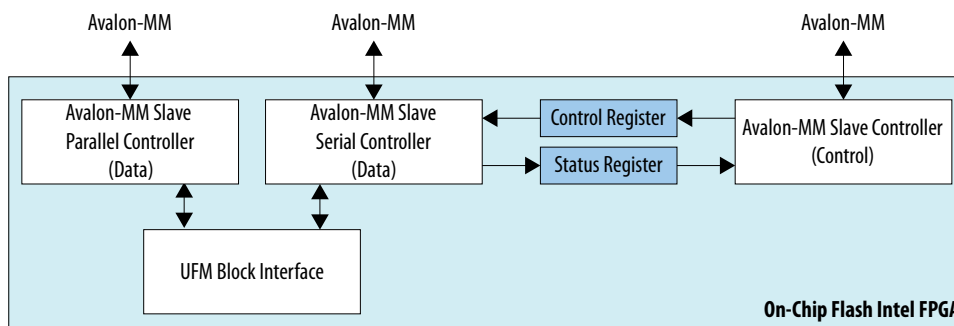 Avalon-MM
Avalon-MM
Avalon-MM
Avalon-MM Slave
Parallel Controller
(Data)
Avalon-MM Slave
Serial Controller
(Data)
Control Register
Status Register
Avalon-MM Slave Controller
(Control)
UFM Block Interface
On-Chip Flash Intel FPGA